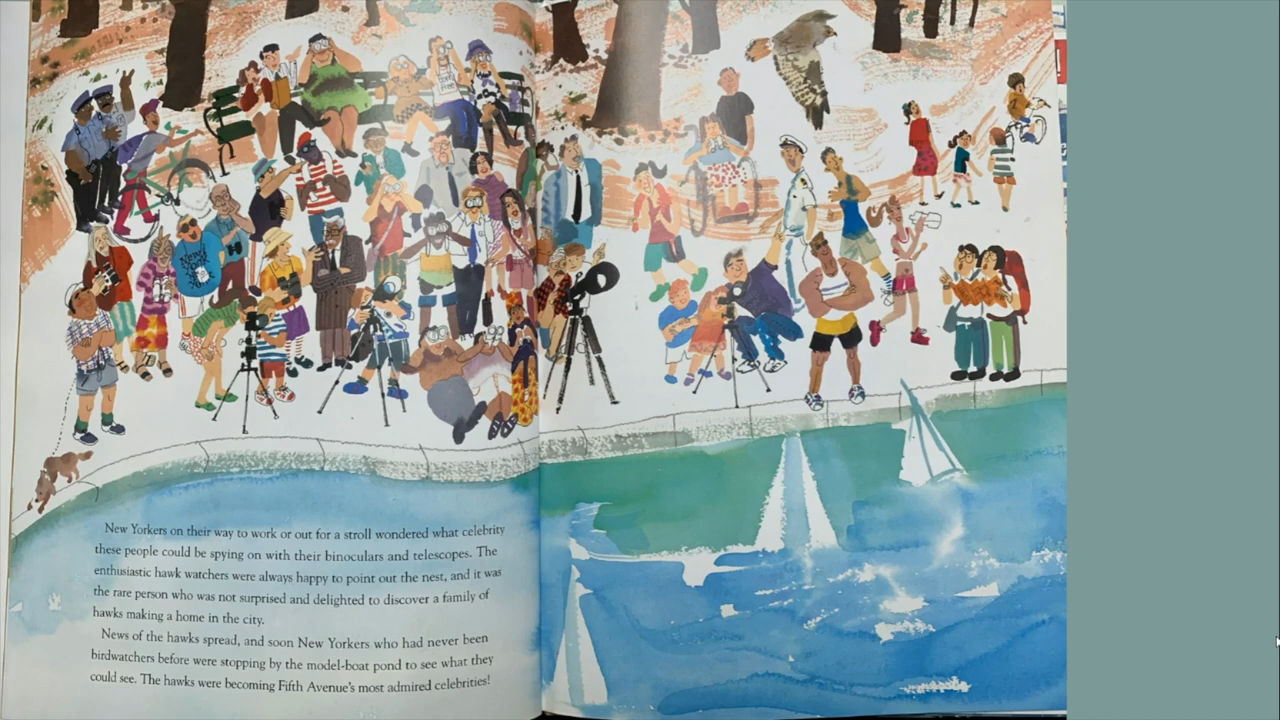 New Yorkers on their way to work or out for a stroll wondered what celebrity
these people could be spying on with their binoculars and telescopes. The
enthusiastic hawk watchers were always happy to point out the nest, and it was
the rare person who was not surprised and delighted to discover a family of
hawks making a home in the city.
News of the hawks spread, and soon New Yorkers who had never been
birdwatchers before were stopping by the model-boat pond to see what they
could see. The hawks were becoming Fifth Avenue's most admired celebrities!